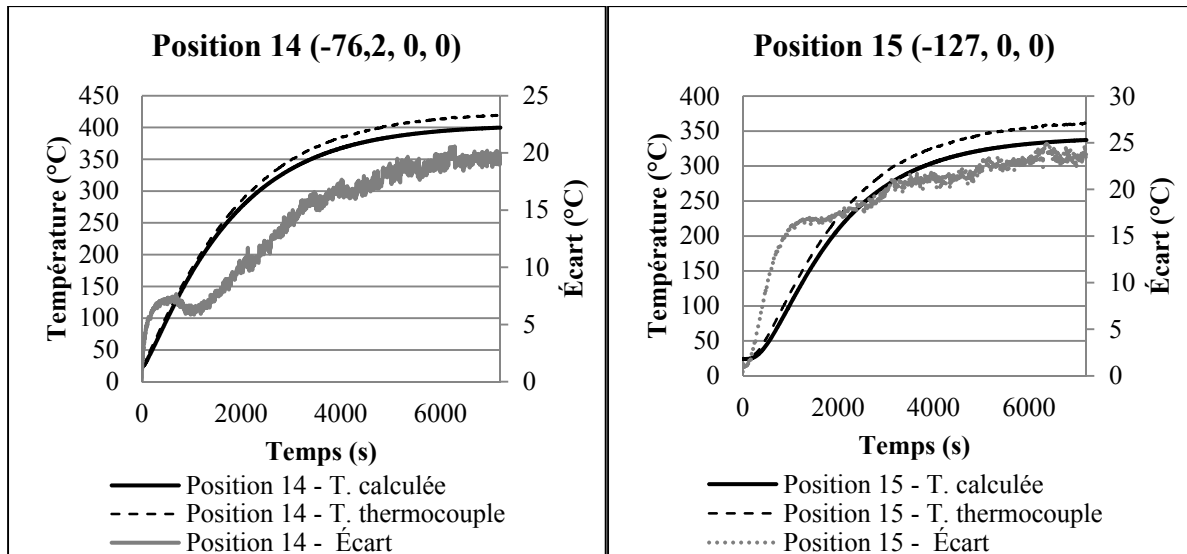 Position 14 (-76,2, 0, 0)
Température (°C)
450
400
350
300
250
200
150
100
50
0
25
20
15
10
5
0
Écart (°C)
0
2000
4000
6000
Temps (s)
Position 14 - T. calculée
Position 14 - T. thermocouple
Position 14 - Écart
Position 15 (-127, 0, 0)
Température (°C)
400
350
300
250
200
150
100
50
0
30
25
20
15
10
5
0
Écart (°C)
0
2000
4000
6000
Temps (s)
Position 15 - T. calculée
Position 15 - T. thermocouple
Position 15 - Écart